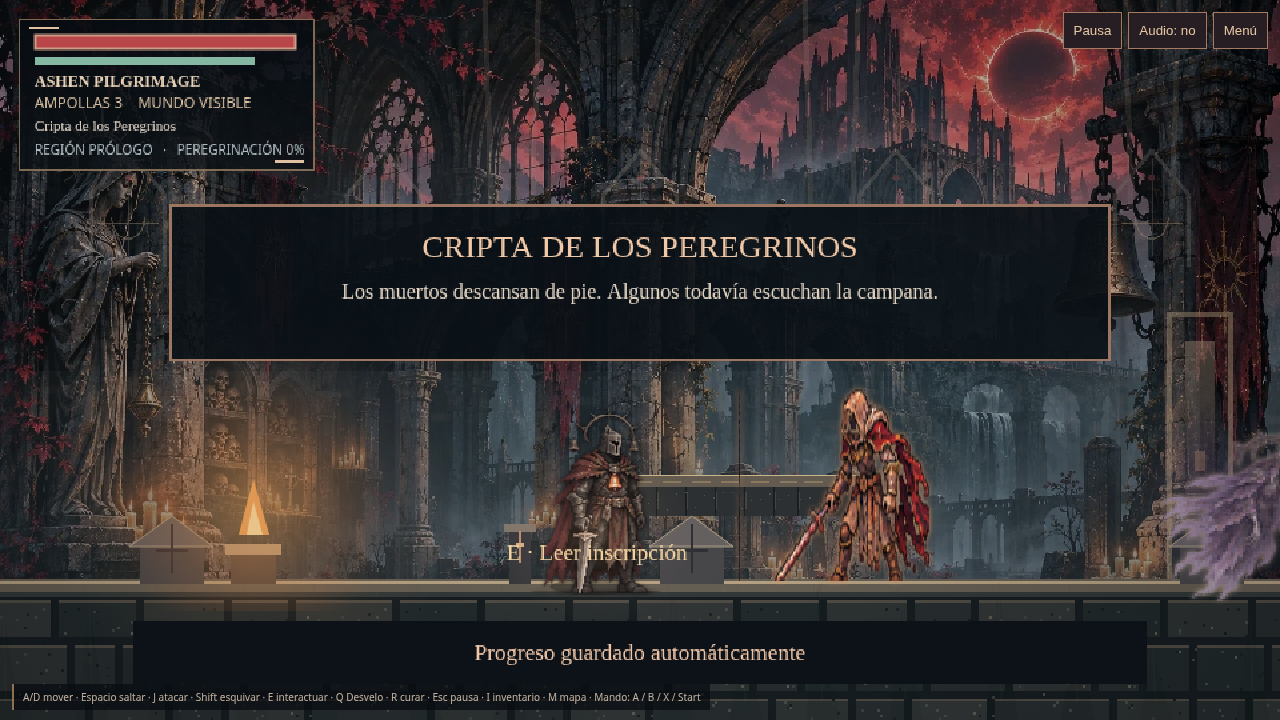 Pausa
Audio: no
Menú
ASHEN PILGRIMAGE
AMPOLLAS 3 MUNDO VISIBLE
Cripta de los Peregrinos
REGIÓN PRÓLOGO · PEREGRINACIÓN 0%
CRIPTA DE LOS PEREGRINOS
Los muertos descansan de pie. Algunos todavía escuchan la campana.
E · Leer inscripción
Progreso guardado automáticamente
A/D mover · Espacio saltar · J atacar · Shift esquivar · E interactuar · Q Desvelo · R curar · Esc pausa · I inventario · M mapa · Mando: A / B / X / Start